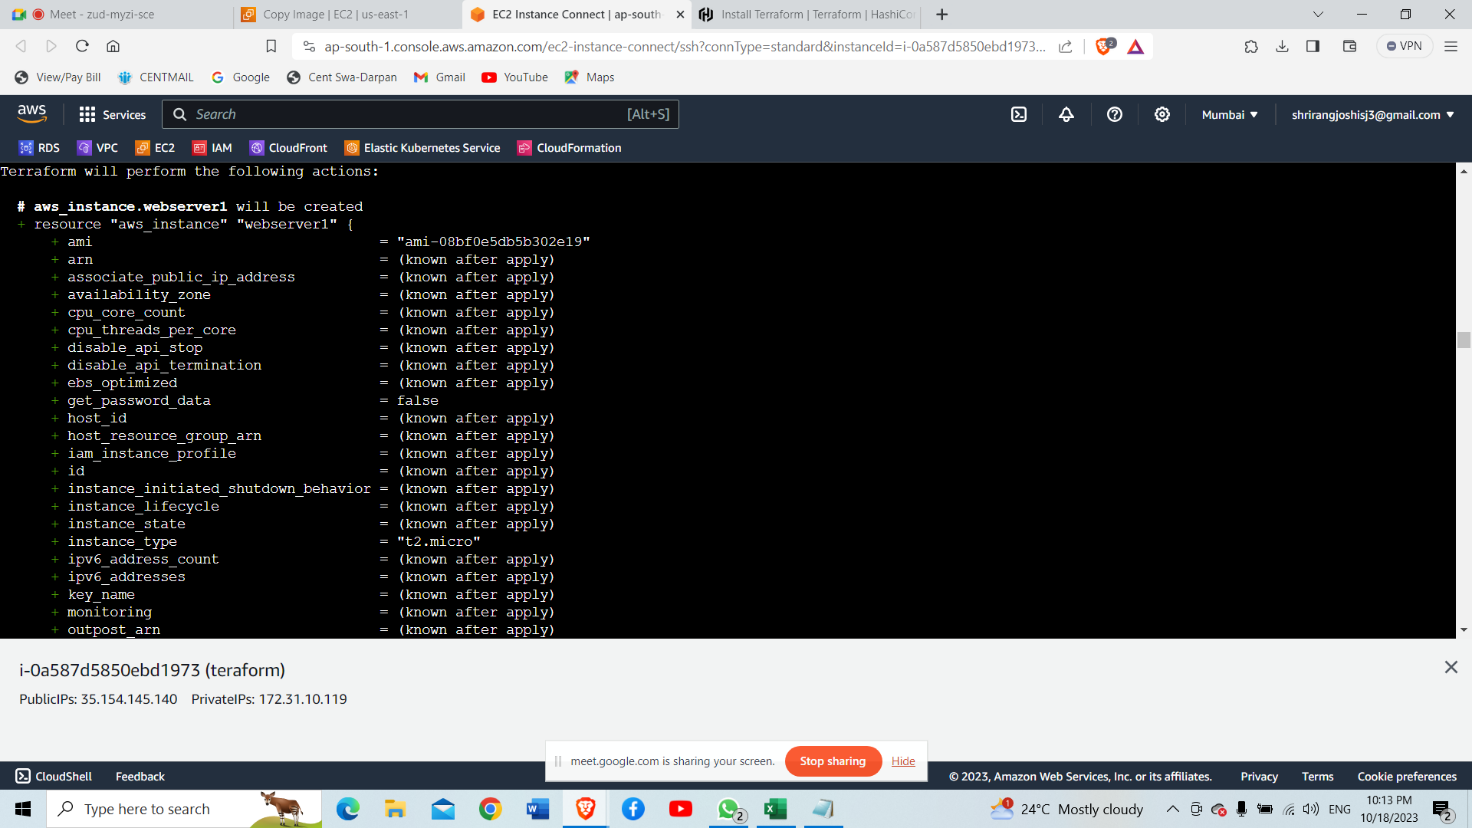 Meet - zud-myzi-sce
Copy Image | EC2 | us-east-1
EC2 Instance Connect | ap-south-
Install Terraform | Terraform | HashiCo
ap-south-1.console.aws.amazon.com/ec2-instance-connect/ssh?connType=standard&instanceId=i-0a587d5850ebd1973...
2
VPN
View/Pay Bill
CENTMAIL
Google
Cent Swa-Darpan
Gmail
YouTube
Maps
aws
Services
Search
[Alt+S]
Mumbai
shrirangjoshisj3@gmail.com
RDS
VPC
EC2
IAM
CloudFront
Elastic Kubernetes Service
CloudFormation
Terraform will perform the following actions:
# aws_instance.webserver1 will be created
+ resource "aws_instance" "webserver1" {
+ ami = "ami-08bf0e5db5b302e19"
+ arn = (known after apply)
+ associate_public_ip_address = (known after apply)
+ availability_zone = (known after apply)
+ cpu_core_count = (known after apply)
+ cpu_threads_per_core = (known after apply)
+ disable_api_stop = (known after apply)
+ disable_api_termination = (known after apply)
+ ebs_optimized = (known after apply)
+ get_password_data = false
+ host_id = (known after apply)
+ host_resource_group_arn = (known after apply)
+ iam_instance_profile = (known after apply)
+ id = (known after apply)
+ instance_initiated_shutdown_behavior = (known after apply)
+ instance_lifecycle = (known after apply)
+ instance_state = (known after apply)
+ instance_type = "t2.micro"
+ ipv6_address_count = (known after apply)
+ ipv6_addresses = (known after apply)
+ key_name = (known after apply)
+ monitoring = (known after apply)
+ outpost_arn = (known after apply)
i-0a587d5850ebd1973 (teraform)
PublicIPs: 35.154.145.140 PrivateIPs: 172.31.10.119
meet.google.com is sharing your screen.
Stop sharing
Hide
CloudShell
Feedback
© 2023, Amazon Web Services, Inc. or its affiliates.
Privacy
Terms
Cookie preferences
Type here to search
2
1
24°C Mostly cloudy
ENG
10:13 PM
10/18/2023
2